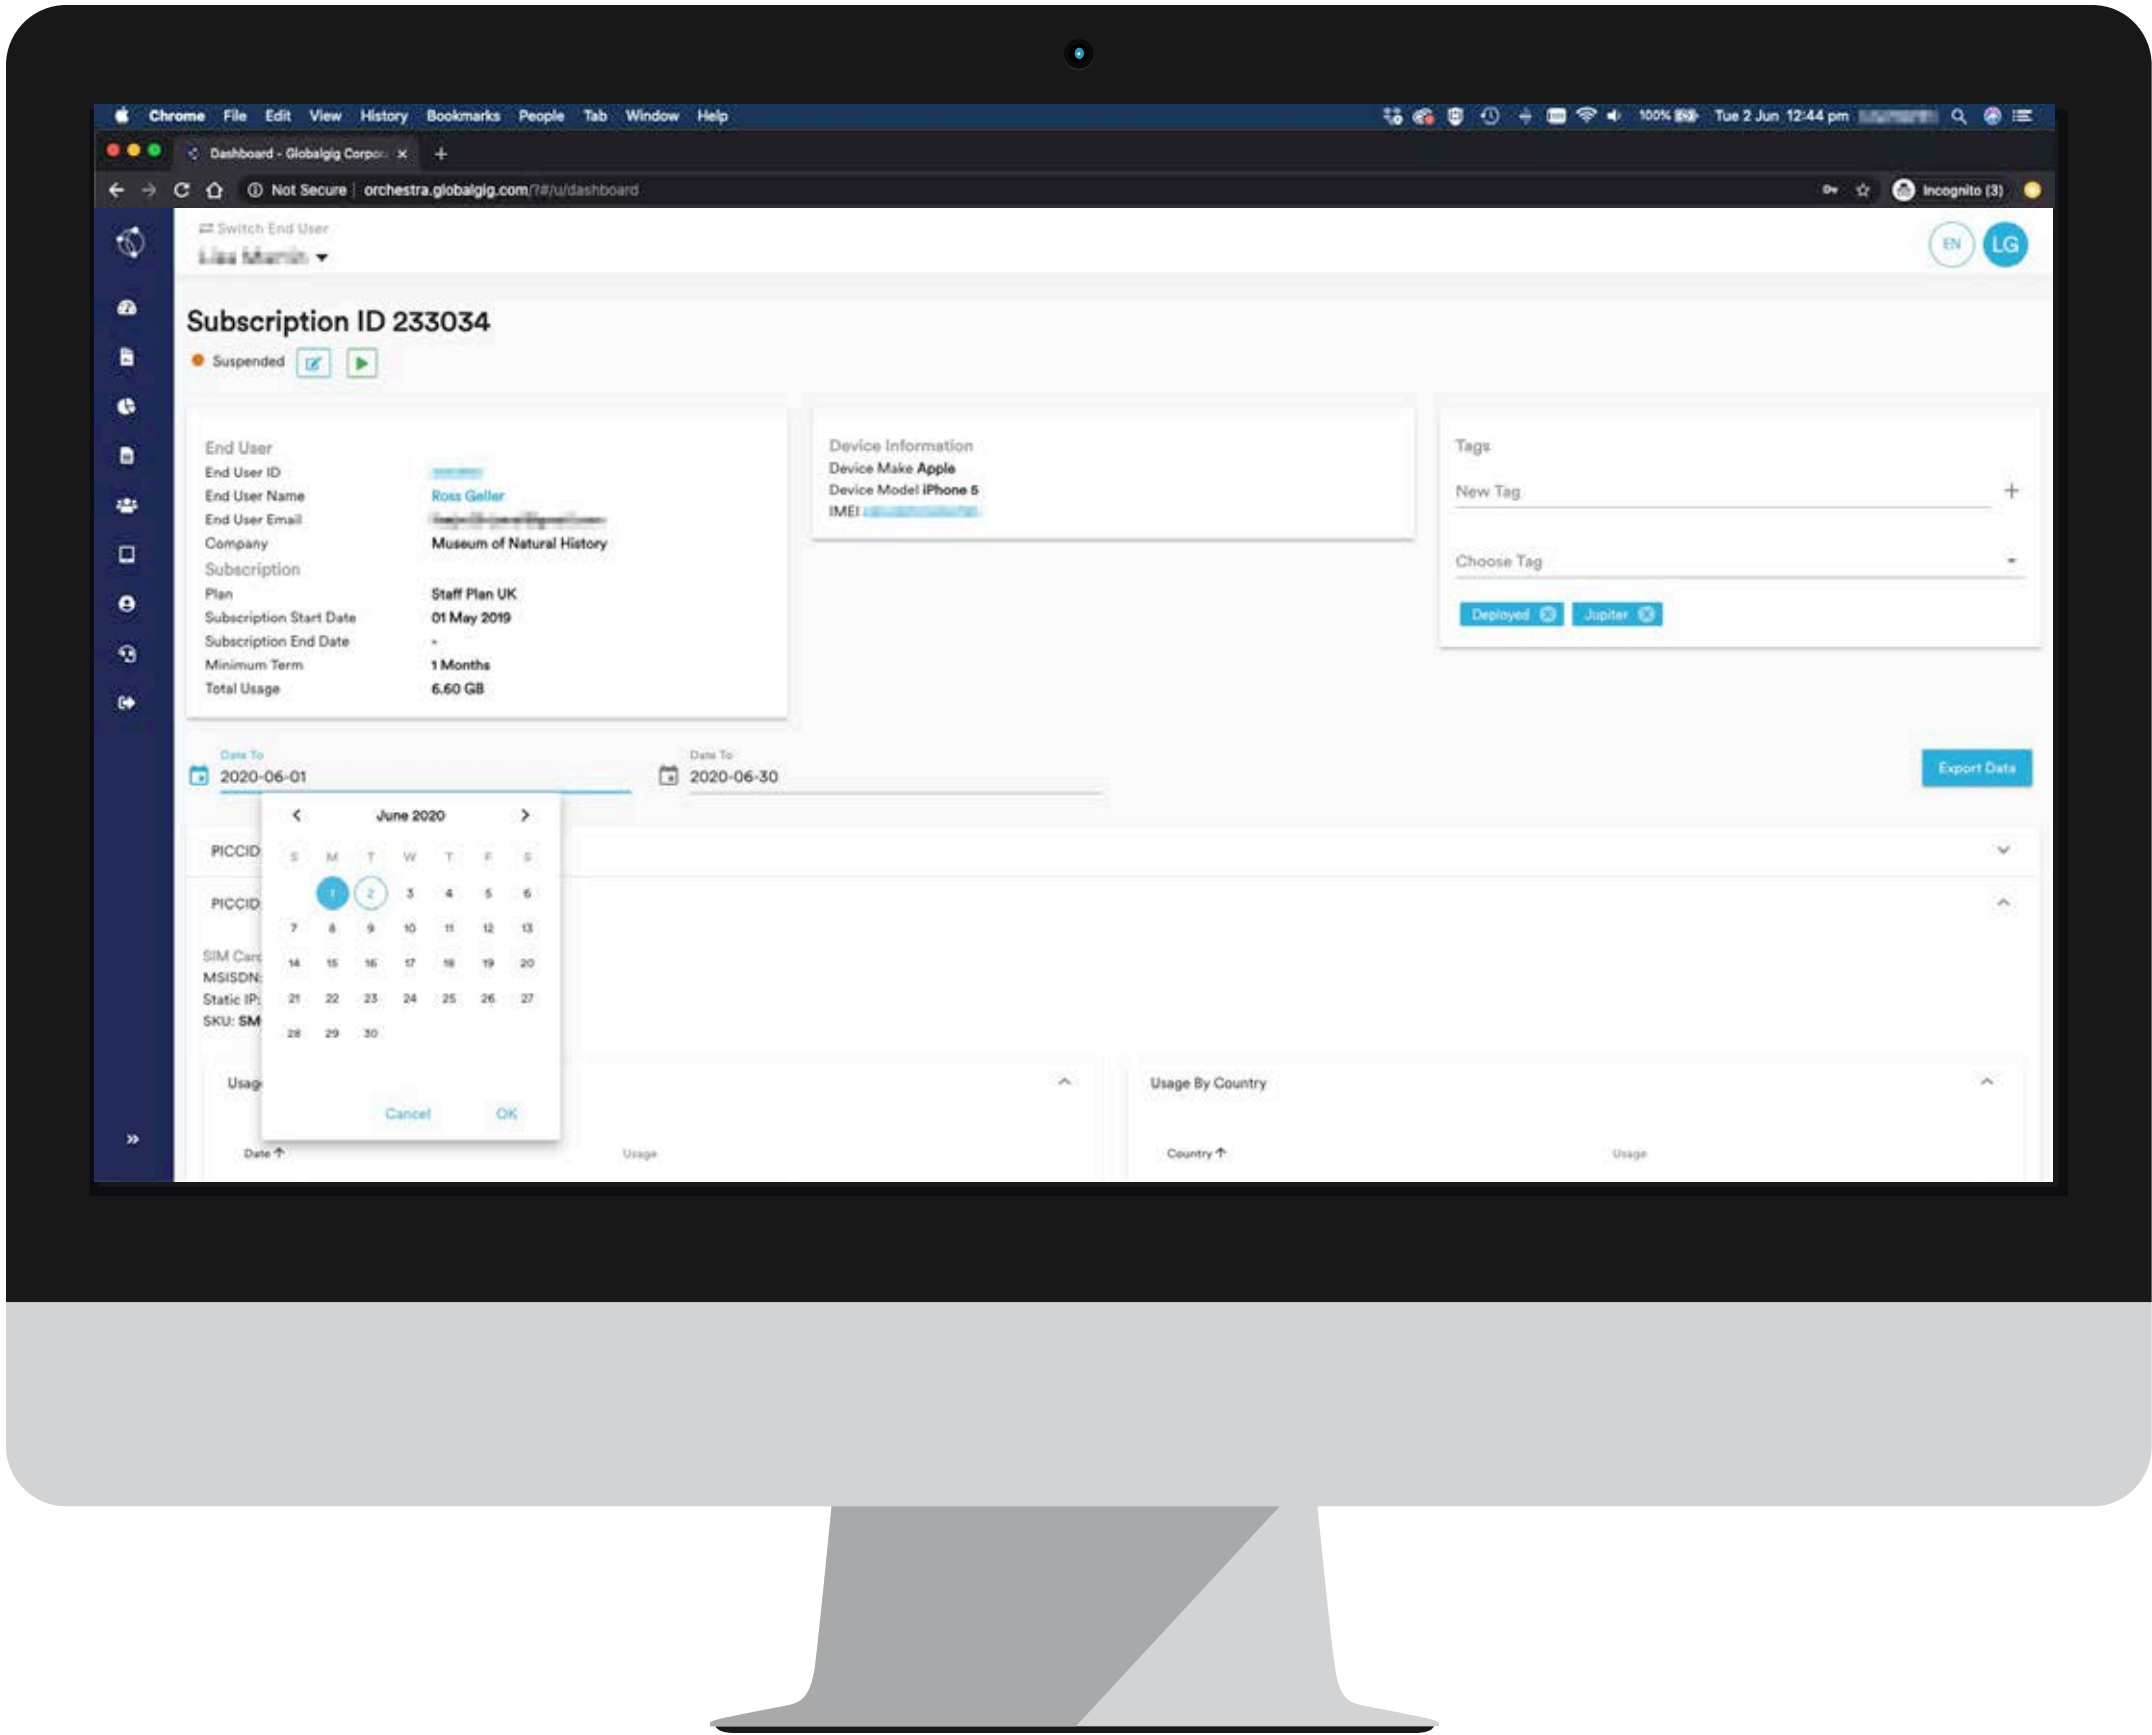 Chrome File Edit View History Bookmarks People Tab Window Help 100% Tue 2 Jun 12:44 pm
Dashboard - Globalgig Corpor
Not Secure | orchestra.globalgig.com/?#/u/dashboard Incognito (3)
Switch End User
EN LG
Subscription ID 233034
Suspended
End User
End User ID
End User Name Ross Geller
End User Email
Company Museum of Natural History
Subscription
Plan Staff Plan UK
Subscription Start Date 01 May 2019
Subscription End Date -
Minimum Term 1 Months
Total Usage 6.60 GB
Device Information
Device Make Apple
Device Model iPhone 5
IMEI
Tags
New Tag +
Choose Tag
Deployed Jupiter
Date To
2020-06-01
Date To
2020-06-30
Export Data
June 2020
S M T W T F S
1 2 3 4 5 6
7 8 9 10 11 12 13
14 15 16 17 18 19 20
21 22 23 24 25 26 27
28 29 30
Cancel OK
PICCID
PICCID
SIM Card
MSISDN:
Static IP:
SKU: SM
Usag
Date Usage
Usage By Country
Country Usage